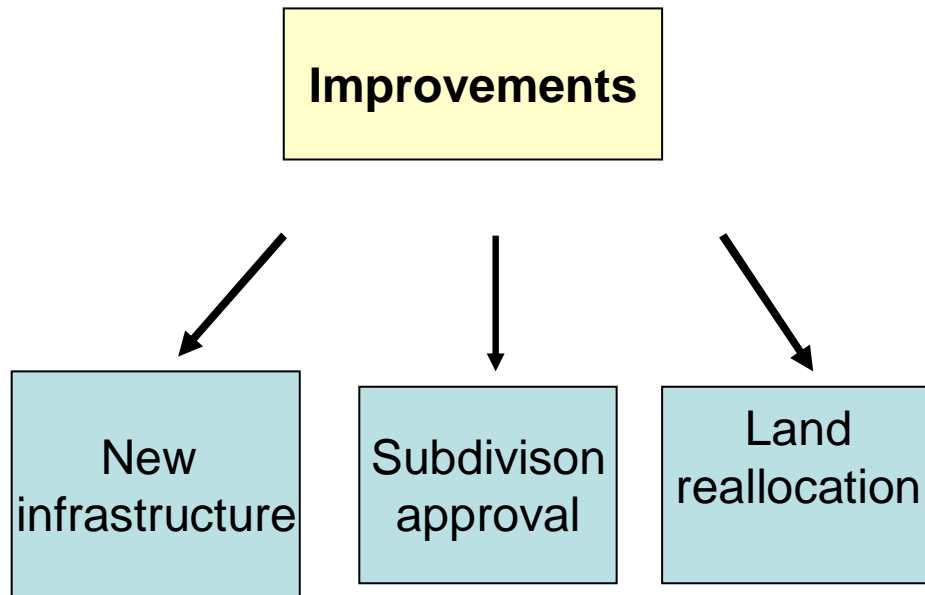 Improvements
New
infrastructure
Subdivison
approval
Land
reallocation